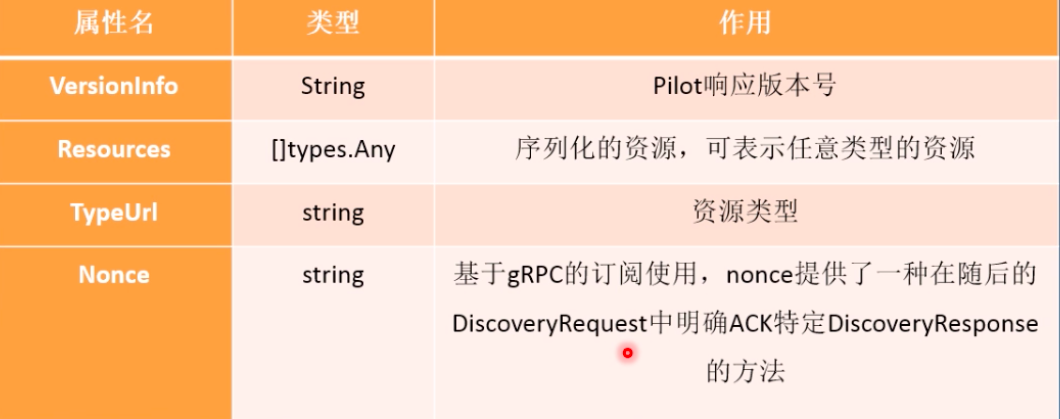 属性名 类型 作用
VersionInfo String Pilot响应版本号
Resources []types.Any 序列化的资源，可表示任意类型的资源
TypeUrl string 资源类型
Nonce string 基于gRPC的订阅使用，nonce提供了一种在随后的
DiscoveryRequest中明确ACK特定DiscoveryResponse
的方法